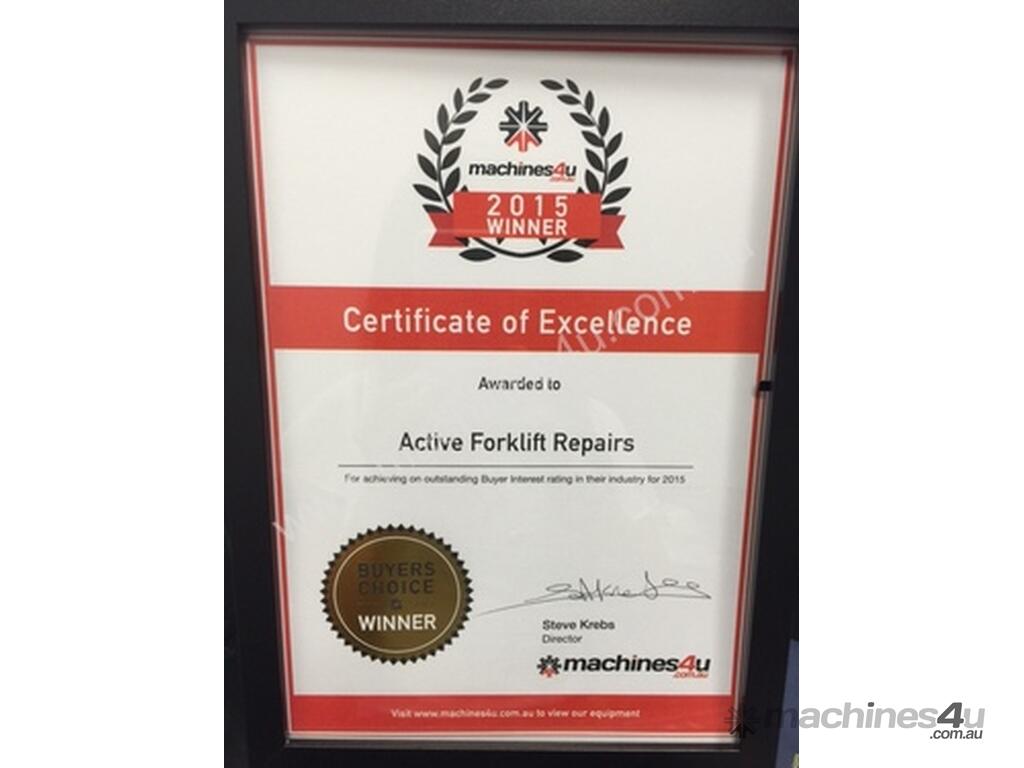 machines4u
.com.au
2015
WINNER
Certificate of Excellence
Awarded to
Active Forklift Repairs
For achieving on outstanding Buyer Interest rating in their industry for 2015
BUYERS
CHOICE
WINNER
Steve Krebs
Director
machines4u
.com.au
Visit www.machines4u.com.au to view our equipment
machines4u
.com.au